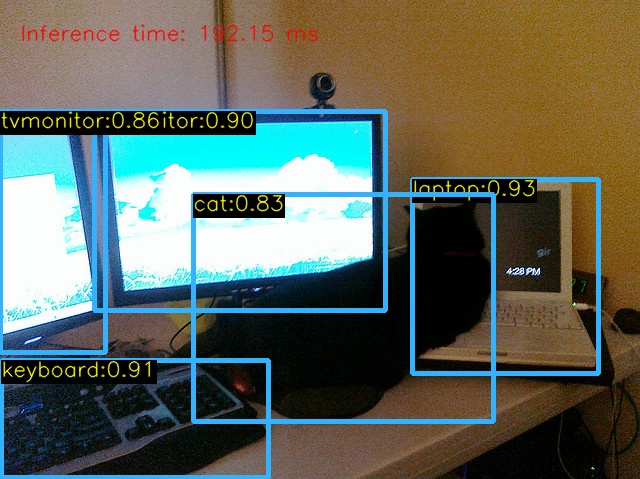 Inference time: 192.15 ms
tvmonitor:0.86itor:0.90
cat:0.83
laptop:0.93
gir
4:28 PM
keyboard:0.91